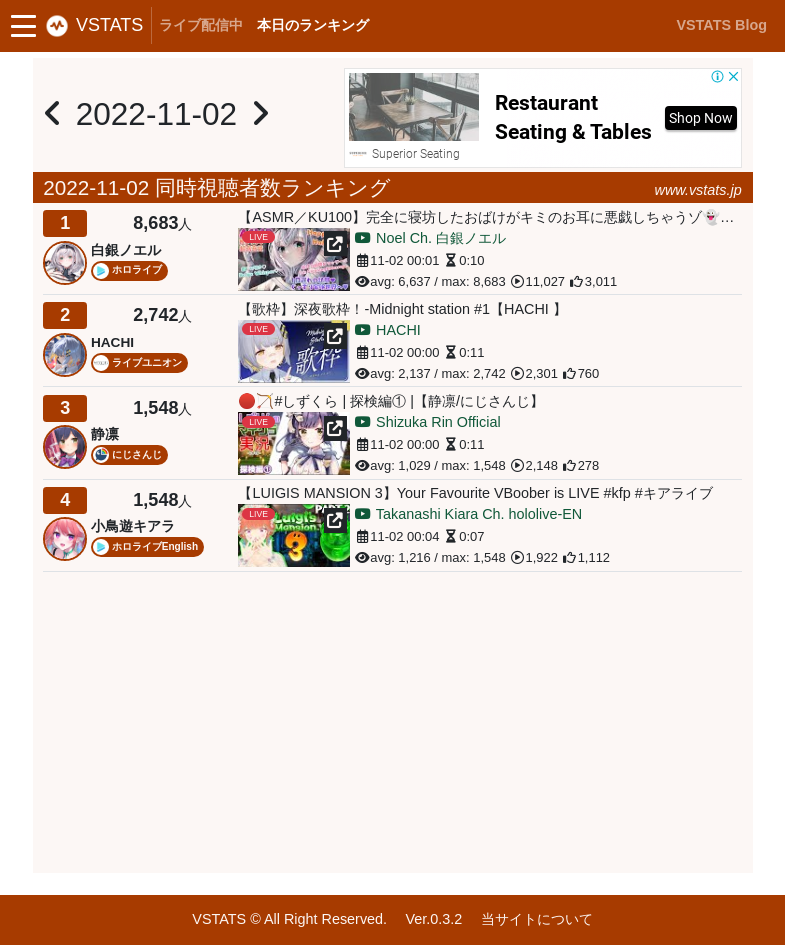 VSTATS ライブ配信中 本日のランキング VSTATS Blog
2022-11-02
Restaurant
Seating & Tables
Shop Now
Superior Seating
2022-11-02 同時視聴者数ランキング www.vstats.jp
1 8,683人
白銀ノエル
ホロライブ
【ASMR／KU100】完全に寝坊したおばけがキミのお耳に悪戯しちゃうゾ👻…
LIVE
Noel Ch. 白銀ノエル
11-02 00:01 0:10
avg: 6,637 / max: 8,683 11,027 3,011
2 2,742人
HACHI
ライブユニオン
【歌枠】深夜歌枠！-Midnight station #1【HACHI 】
LIVE
歌枠
HACHI
11-02 00:00 0:11
avg: 2,137 / max: 2,742 2,301 760
3 1,548人
静凛
にじさんじ
🔴🏹#しずくら | 探検編① |【静凛/にじさんじ】
LIVE
実況
探検編①
Shizuka Rin Official
11-02 00:00 0:11
avg: 1,029 / max: 1,548 2,148 278
4 1,548人
小鳥遊キアラ
ホロライブEnglish
【LUIGIS MANSION 3】Your Favourite VBoober is LIVE #kfp #キアライブ
LIVE
PART
Luigi's
Mansion
3
Takanashi Kiara Ch. hololive-EN
11-02 00:04 0:07
avg: 1,216 / max: 1,548 1,922 1,112
VSTATS © All Right Reserved. Ver.0.3.2 当サイトについて